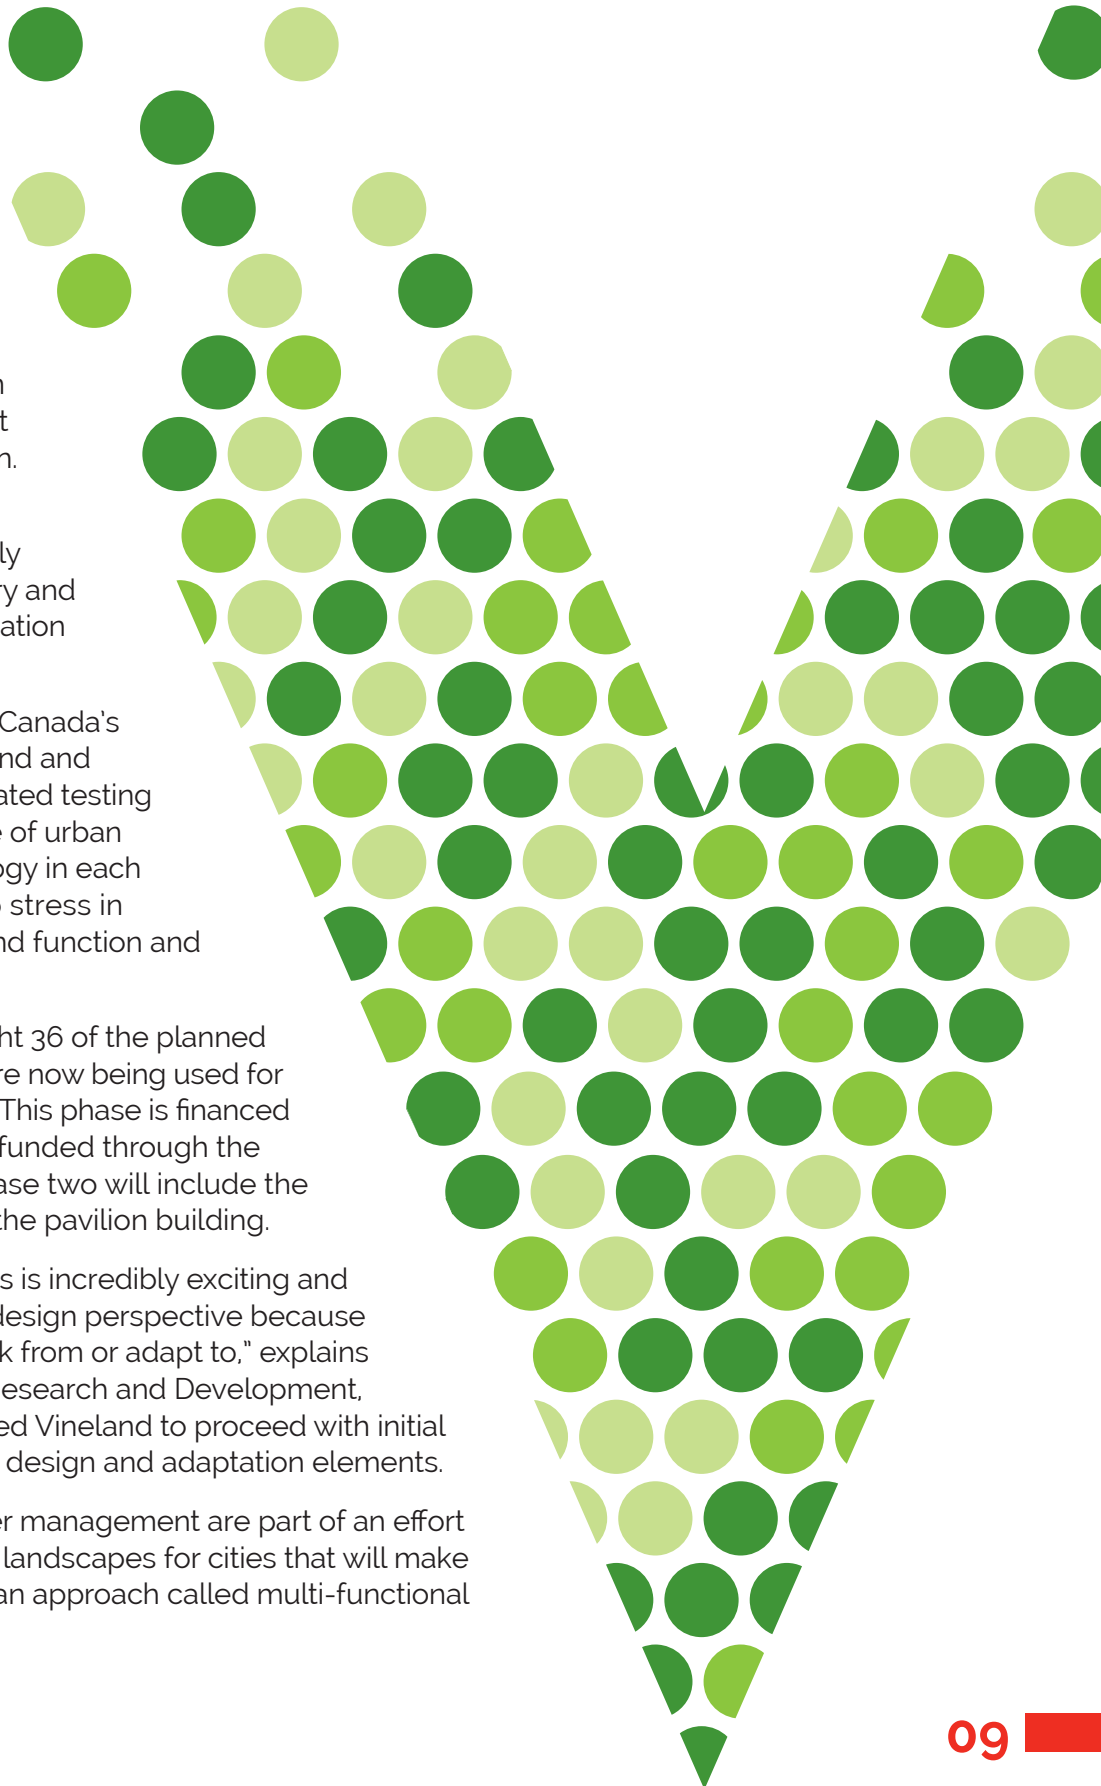 n
t
n.
ly
ry and
ation
Canada's
nd and
ated testing
e of urban
ogy in each
o stress in
nd function and
ht 36 of the planned
re now being used for
This phase is financed
funded through the
ase two will include the
the pavilion building.
s is incredibly exciting and
design perspective because
k from or adapt to," explains
esearch and Development,
ed Vineland to proceed with initial
design and adaptation elements.
er management are part of an effort
landscapes for cities that will make
an approach called multi-functional
09